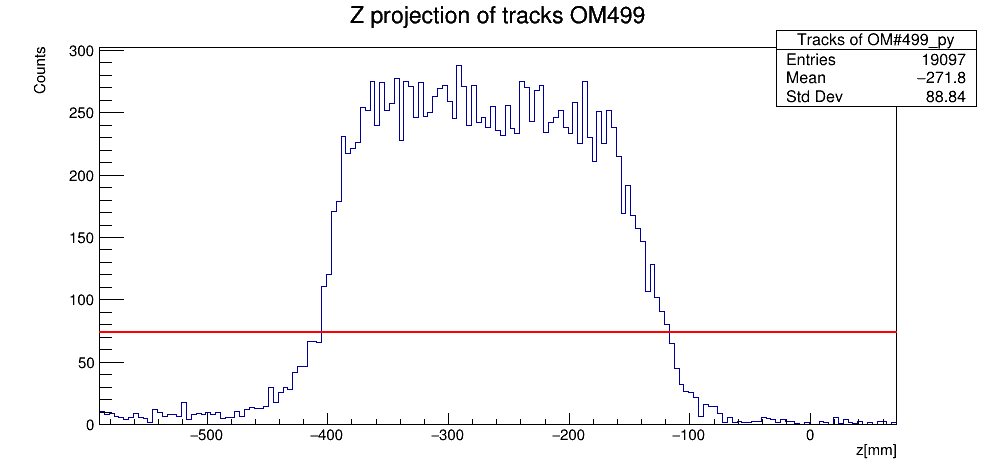 Z projection of tracks OM499
Tracks of OM#499_py
Entries 19097
Mean −271.8
Std Dev 88.84
Counts
300
250
200
150
100
50
0
−500 −400 −300 −200 −100 0
z[mm]